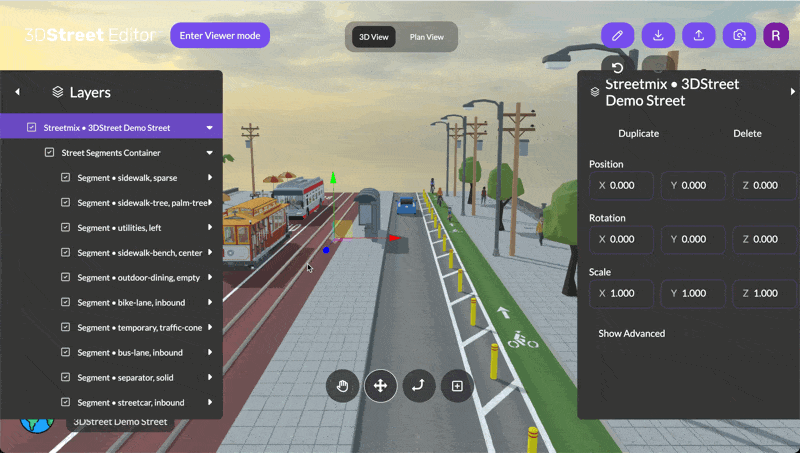 3DStreet Editor
Enter Viewer mode
3D View
Plan View
R
Layers
Streetmix • 3DStreet Demo Street
Street Segments Container
Segment • sidewalk, sparse
Segment • sidewalk-tree, palm-tree
Segment • utilities, left
Segment • sidewalk-bench, center
Segment • outdoor-dining, empty
Segment • bike-lane, inbound
Segment • temporary, traffic-cone
Segment • bus-lane, inbound
Segment • separator, solid
Segment • streetcar, inbound
3DStreet Demo Street
Streetmix • 3DStreet
Demo Street
Duplicate
Delete
Position
X 0.000 Y 0.000 Z 0.000
Rotation
X 0.000 Y 0.000 Z 0.000
Scale
X 1.000 Y 1.000 Z 1.000
Show Advanced